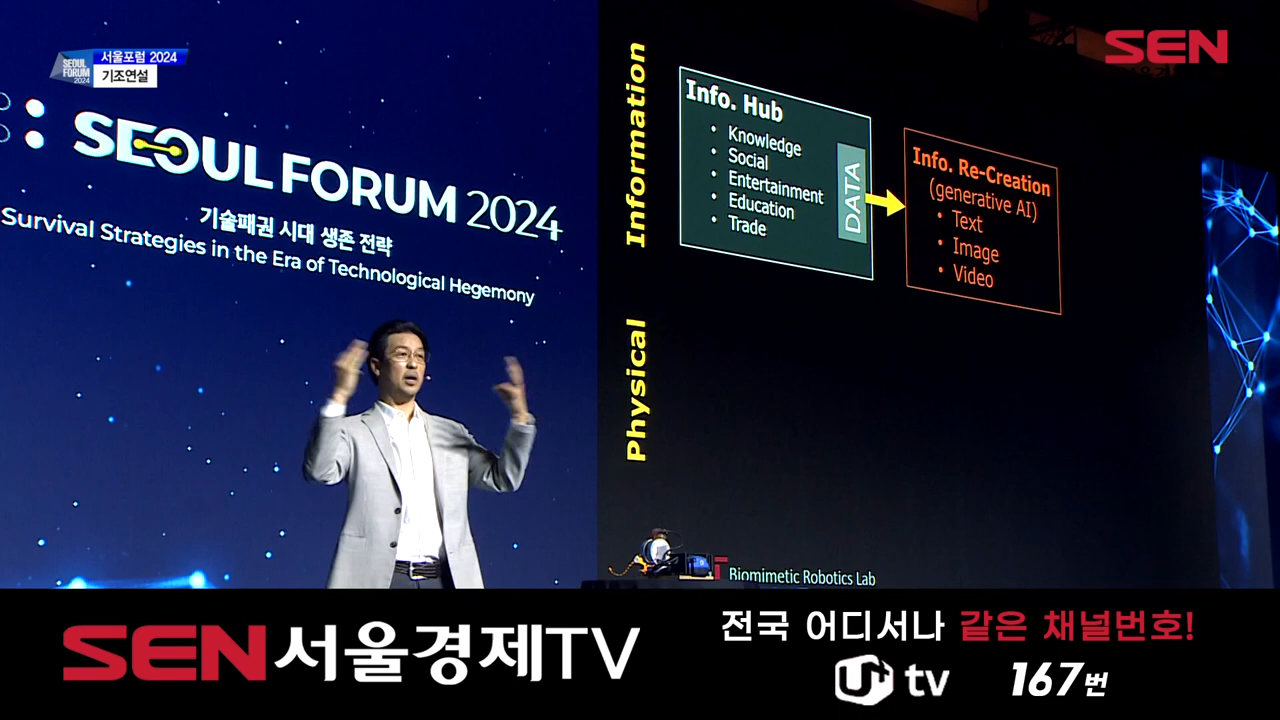 SEOUL
FORUM
2024
서울포럼 2024
기조연설
SEN
SEOUL FORUM 2024
기술패권 시대 생존 전략
Survival Strategies in the Era of Technological Hegemony
Information
Info. Hub
• Knowledge
• Social
• Entertainment
• Education
• Trade
DATA
Info. Re-Creation
(generative AI)
• Text
• Image
• Video
Physical
Biomimetic Robotics Lab
SEN서울경제TV
전국 어디서나 같은 채널번호!
U+ tv 167번